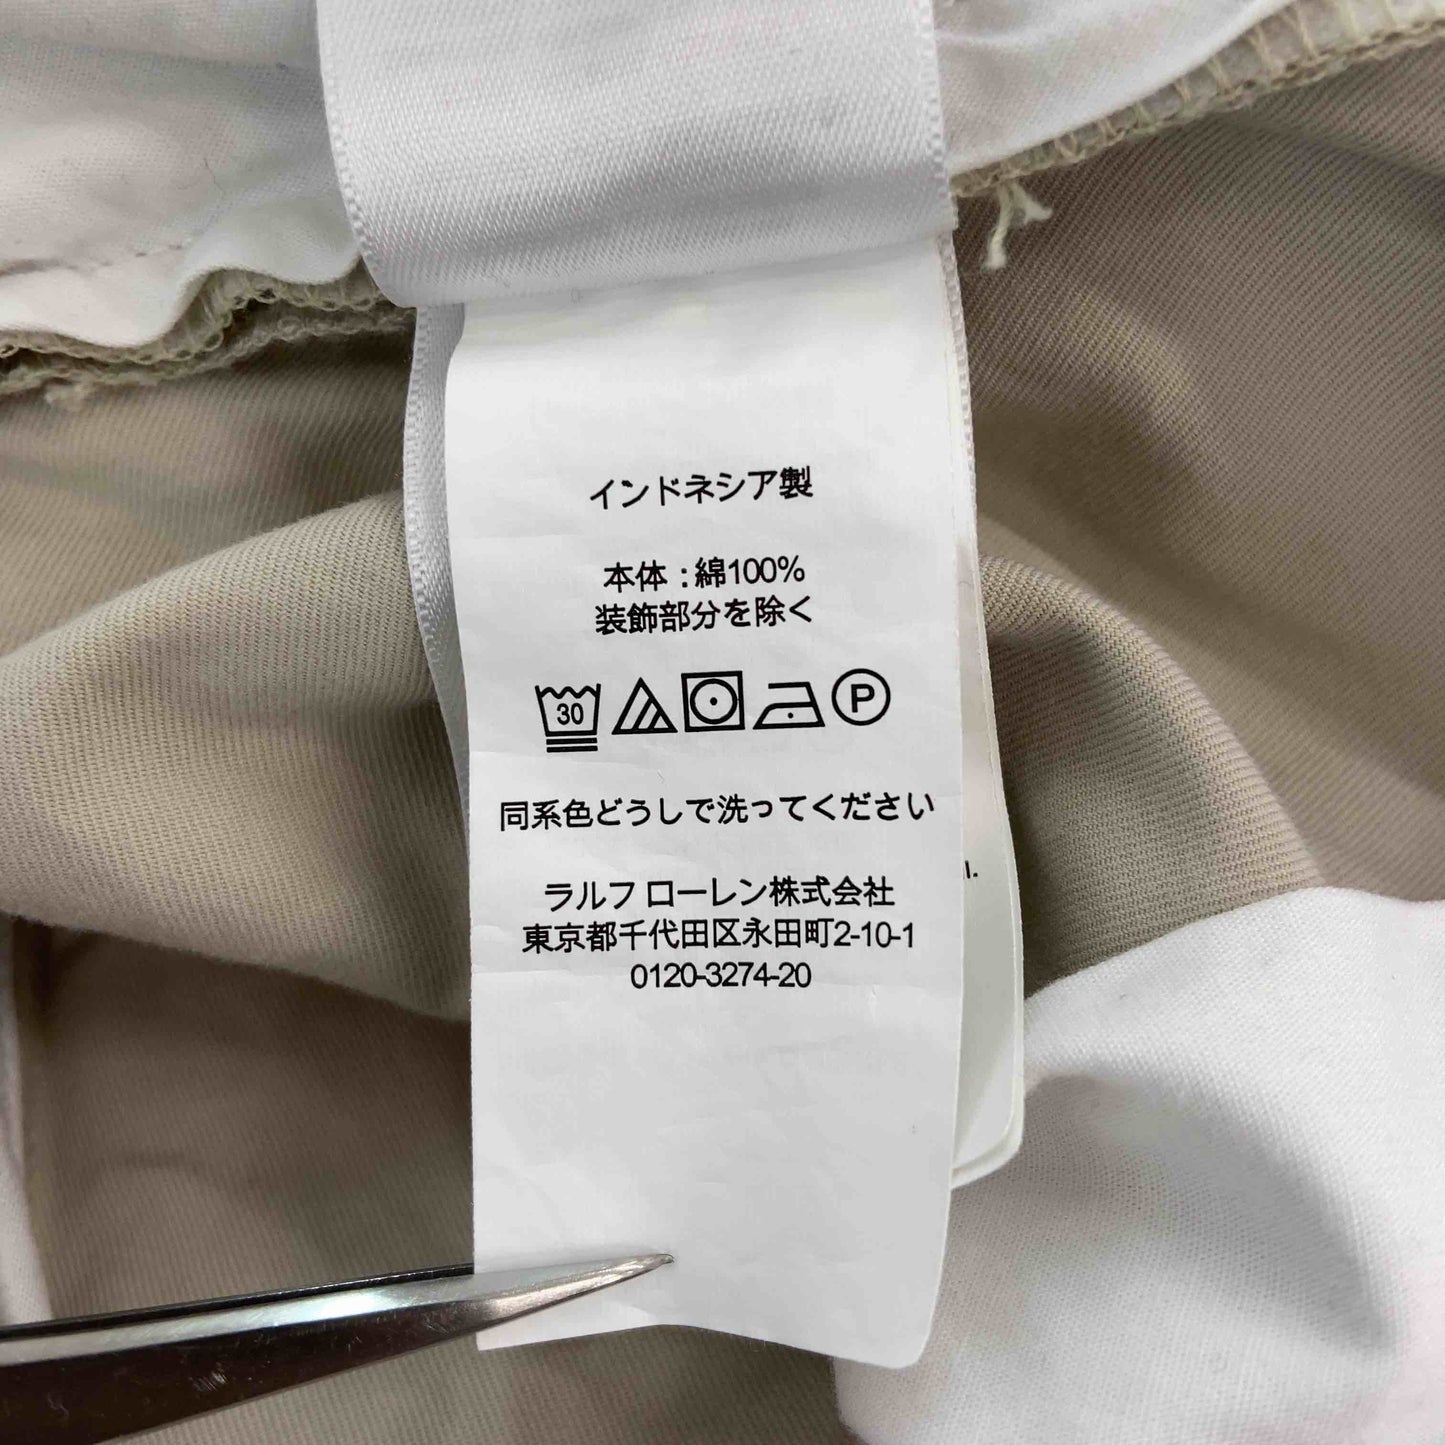 インドネシア製
本体 : 綿100%
装飾部分を除く
30
P
同系色どうしで洗ってください
ラルフ ローレン株式会社
東京都千代田区永田町2-10-1
0120-3274-20